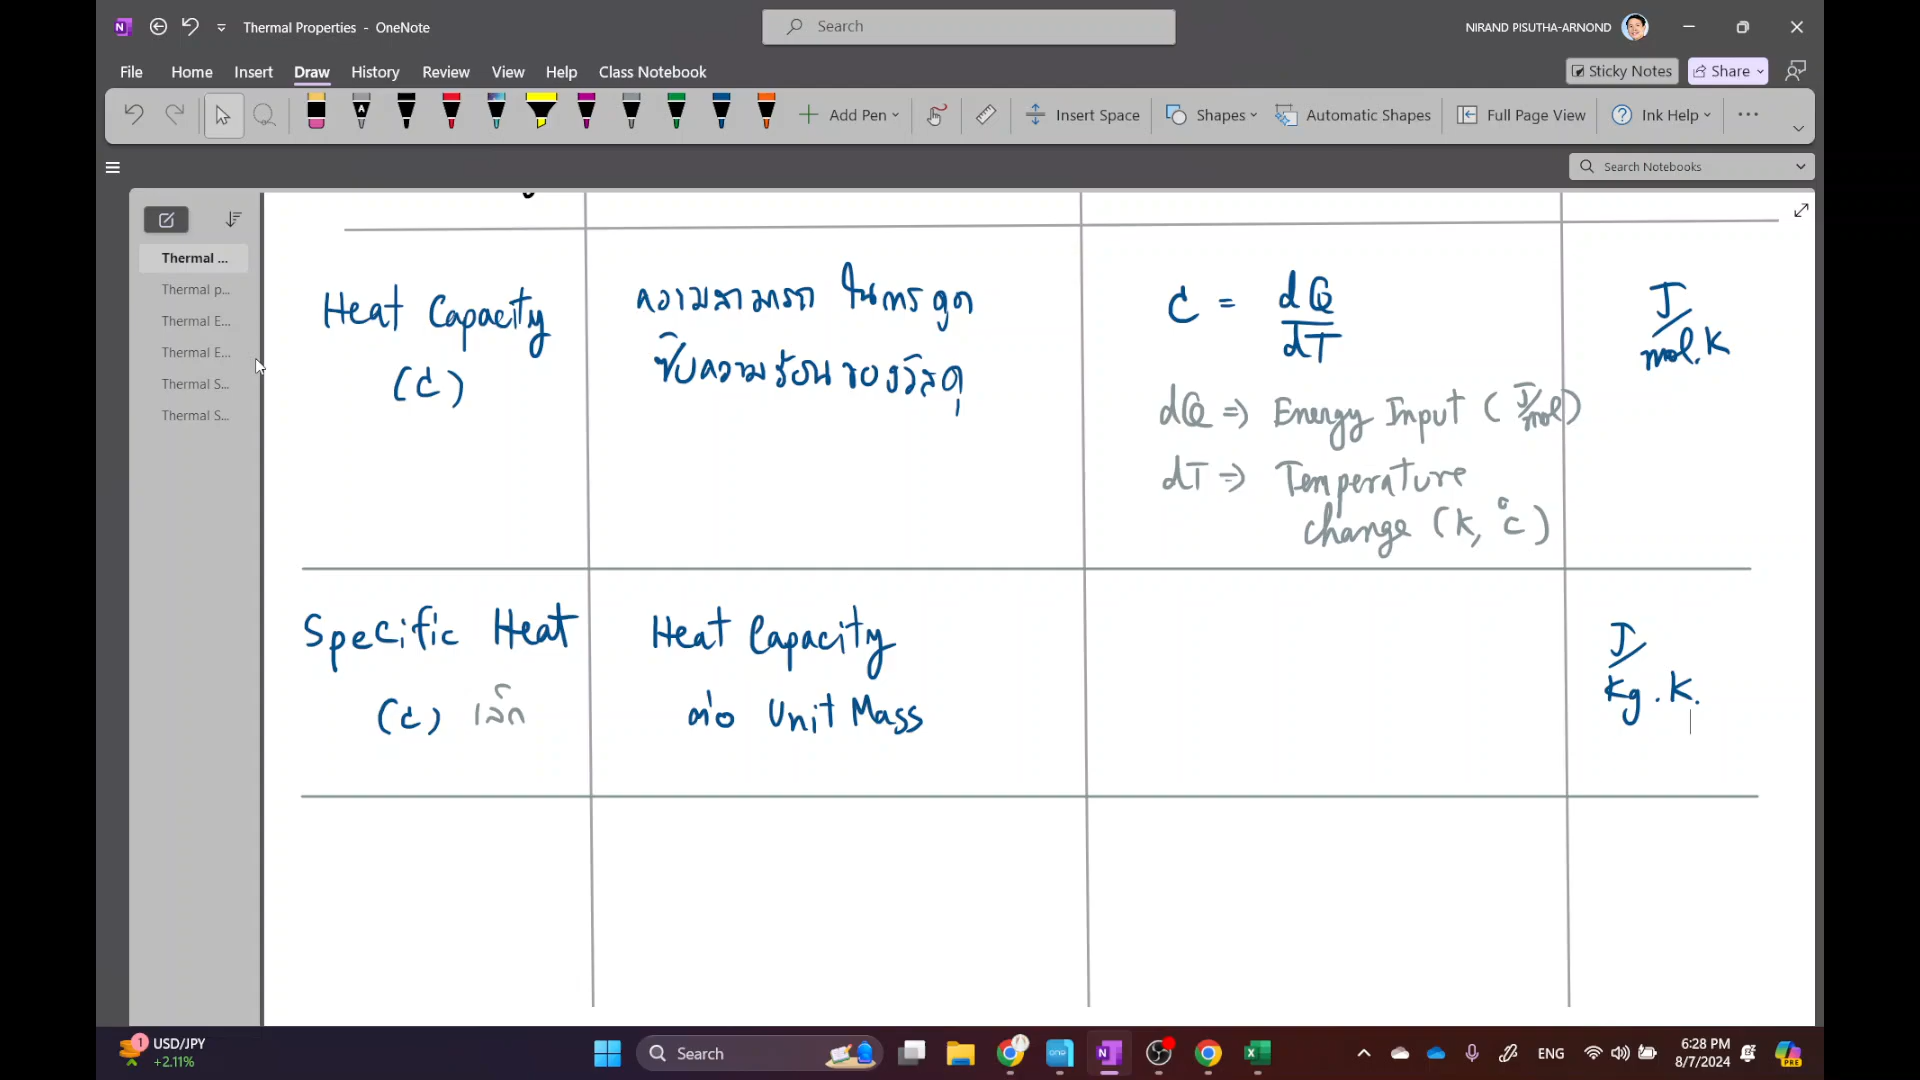 Thermal Properties - OneNote
Search
NIRAND PISUTHA-ARNOND
File Home Insert Draw History Review View Help Class Notebook
Sticky Notes Share
Add Pen Insert Space Shapes Automatic Shapes Full Page View Ink Help
Search Notebooks
Thermal ...
Thermal p...
Thermal E...
Thermal E...
Thermal S...
Thermal S...
Heat Capacity
(C)
ความสามารถ ในการดูด
ซับความร้อนของวัสดุ
C = dQ/dT
dQ ⇒ Energy Input (J/mol)
dT ⇒ Temperature
change (K, °C)
J/mol.K
Specific Heat
(c) เล็ก
Heat Capacity
ต่อ Unit Mass
J/kg.K.
USD/JPY
+2.11%
Search
ENG
6:28 PM
8/7/2024